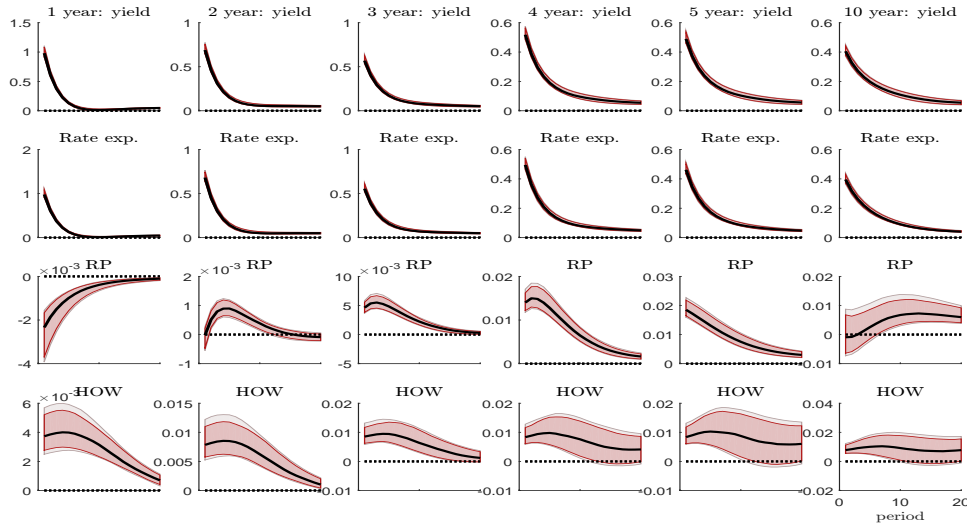 1 year: yield 2 year: yield 3 year: yield 4 year: yield 5 year: yield 10 year: yield
1.5 1 1 0.6 0.6 0.6
1 0.4 0.4 0.4
0.5 0.5 0.5 0.2 0.2 0.2
0 0 0 0 0 0
Rate exp. Rate exp. Rate exp. Rate exp. Rate exp. Rate exp.
2 1 1 0.6 0.6 0.6
1 0.5 0.5 0.4 0.4 0.4
0.2 0.2 0.2
0 0 0 0 0 0
×10⁻³ RP ×10⁻³ RP ×10⁻³ RP RP RP RP
0 2 10 0.02 0.03 0.02
-2 1 5 0.01 0.02 0.01
0 0 0.01 0
-4 -1 -5 0 0 -0.01
×10⁻³ HOW HOW HOW HOW HOW HOW
6 0.015 0.02 0.02 0.02 0.04
4 0.01 0.01 0.01 0.01 0.02
2 0.005 0 0 0 0
0 0 -0.01 -0.01 -0.01 -0.02
0 10 20
period